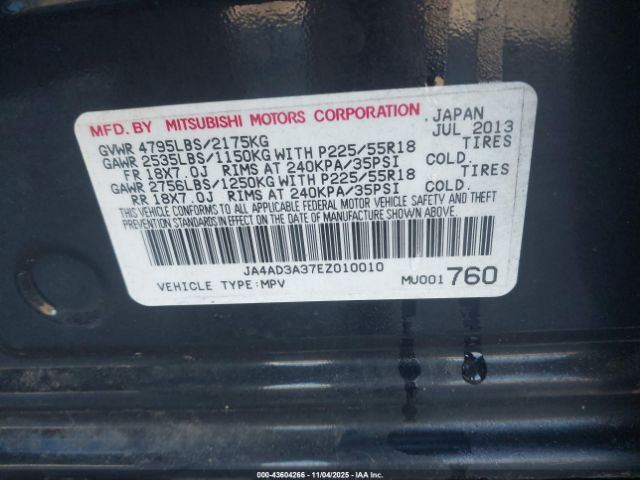 MFD. BY MITSUBISHI MOTORS CORPORATION. JAPAN
JUL 2013
GVWR 4795LBS/2175KG
GAWR 2535LBS/1150KG WITH P225/55R18 TIRES
FR 18X7.0J RIMS AT 240KPA/35PSI COLD.
GAWR 2756LBS/1250KG WITH P225/55R18 TIRES
RR 18X7.0J RIMS AT 240KPA/35PSI COLD.
THIS VEHICLE CONFORMS TO ALL APPLICABLE FEDERAL MOTOR VEHICLE SAFETY, BUMPER AND THEFT
PREVENTION STANDARDS IN EFFECT ON THE DATE OF MANUFACTURE SHOWN ABOVE.
JA4AD3A37EZ010010
VEHICLE TYPE:MPV MU001760
IAA
#43604266 - 11/04/2025 - IAA Inc.